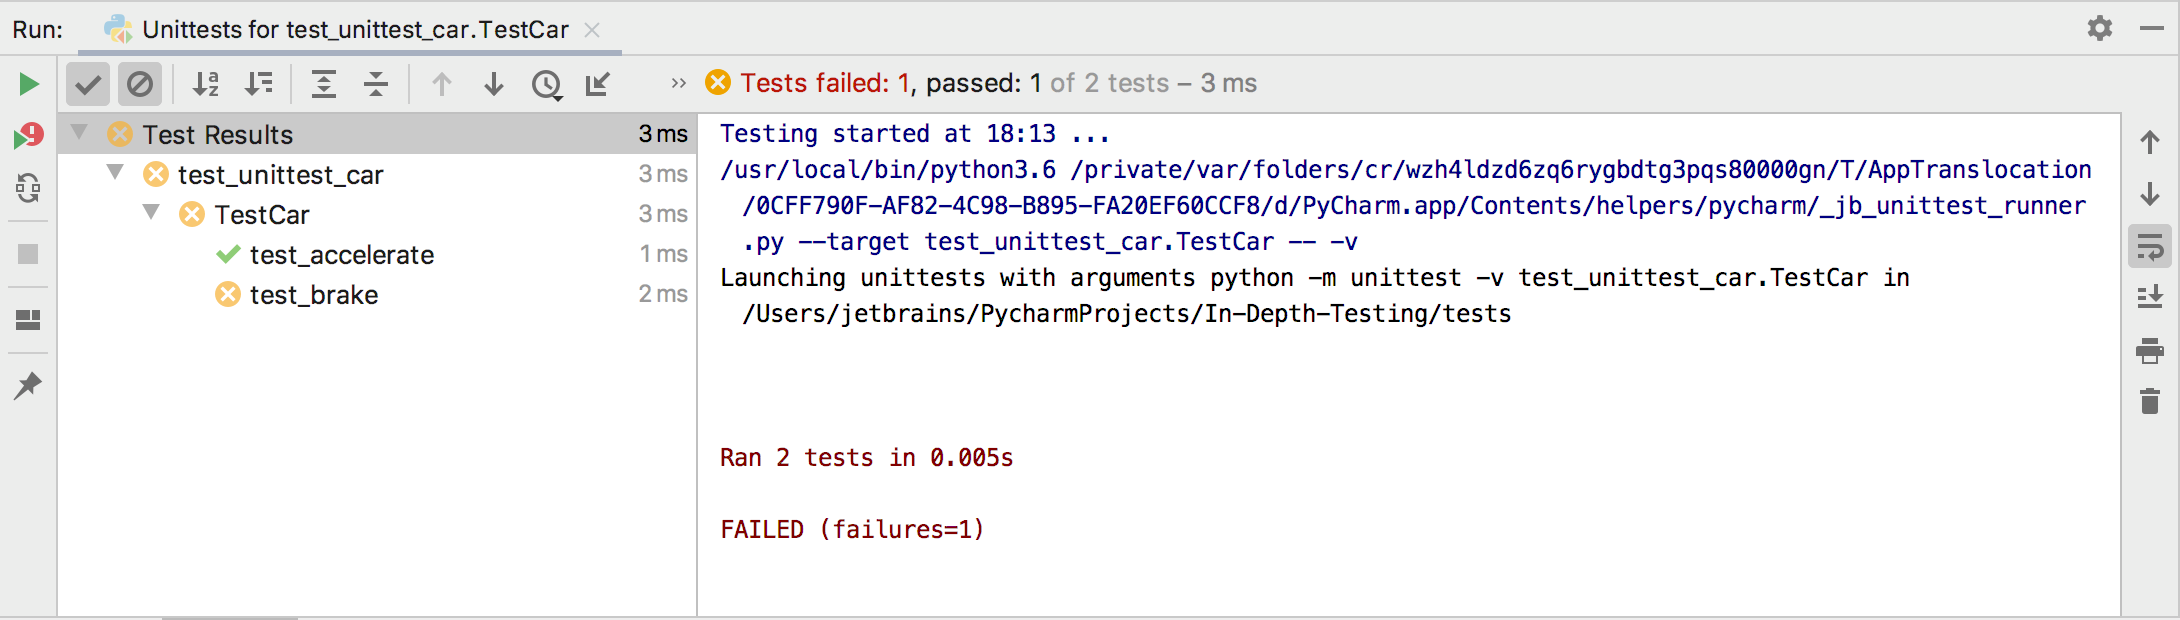 Run: Unittests for test_unittest_car.TestCar
Tests failed: 1, passed: 1 of 2 tests – 3 ms
Test Results 3 ms
test_unittest_car 3 ms
TestCar 3 ms
test_accelerate 1 ms
test_brake 2 ms
Testing started at 18:13 ...
/usr/local/bin/python3.6 /private/var/folders/cr/wzh4ldzd6zq6rygbdtg3pqs80000gn/T/AppTranslocation
/0CFF790F-AF82-4C98-B895-FA20EF60CCF8/d/PyCharm.app/Contents/helpers/pycharm/_jb_unittest_runner
.py --target test_unittest_car.TestCar -- -v
Launching unittests with arguments python -m unittest -v test_unittest_car.TestCar in
/Users/jetbrains/PycharmProjects/In-Depth-Testing/tests
Ran 2 tests in 0.005s
FAILED (failures=1)